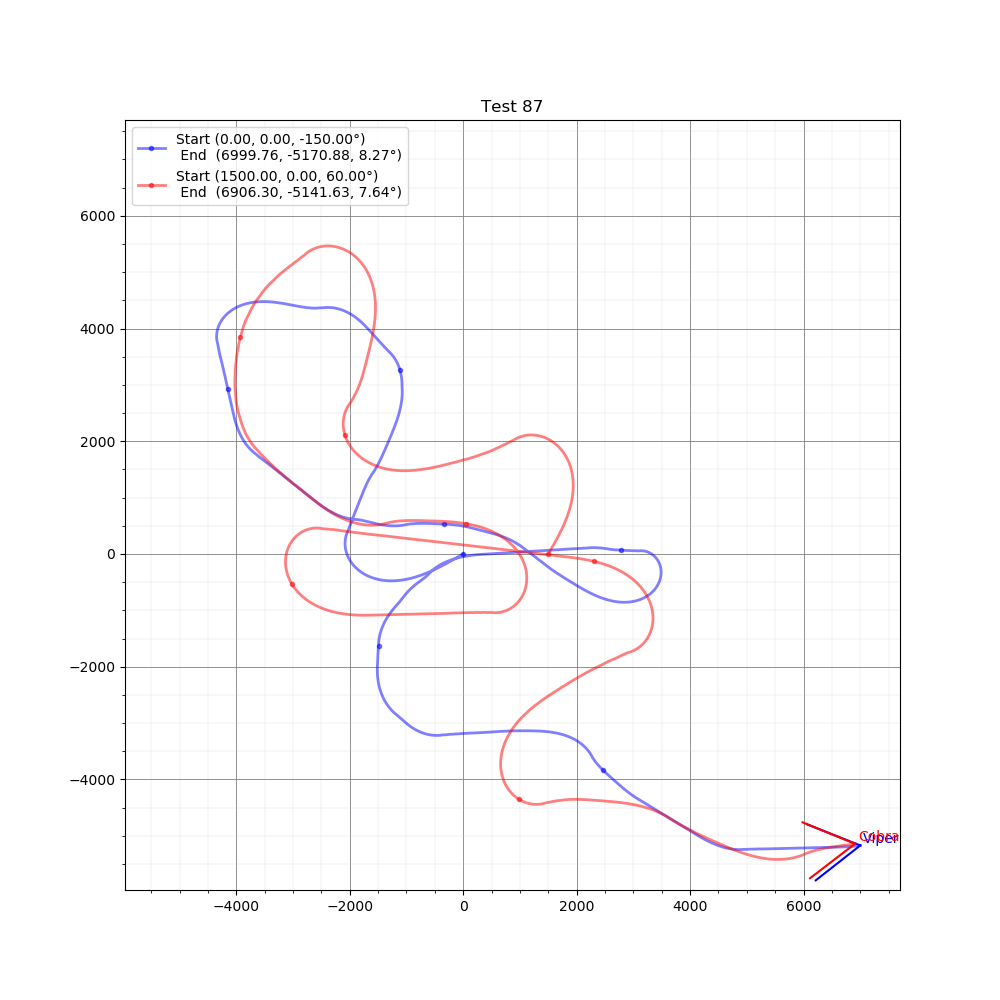 Test 87
Start (0.00, 0.00, -150.00°)
End (6999.76, -5170.88, 8.27°)
Start (1500.00, 0.00, 60.00°)
End (6906.30, -5141.63, 7.64°)
6000
4000
2000
0
−2000
−4000
Cobra
Viper
−4000 −2000 0 2000 4000 6000